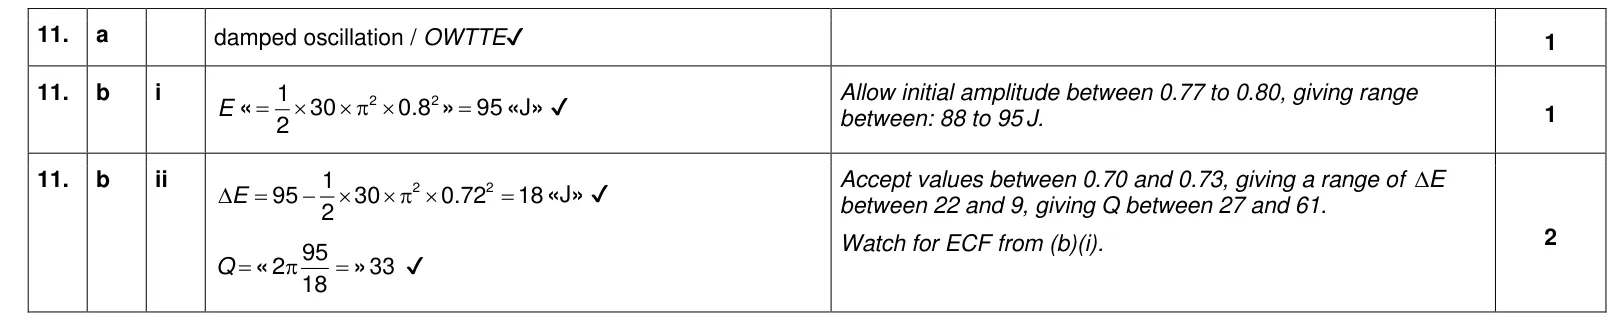 11. a damped oscillation / OWTTE✓ 1
11. b i E « = 1/2 × 30 × π² × 0.8² » = 95 «J» ✓ Allow initial amplitude between 0.77 to 0.80, giving range
between: 88 to 95 J. 1
11. b ii ΔE = 95 − 1/2 × 30 × π² × 0.72² = 18 «J» ✓ Accept values between 0.70 and 0.73, giving a range of ΔE
between 22 and 9, giving Q between 27 and 61.
Watch for ECF from (b)(i). 2
Q = « 2π 95/18 = » 33 ✓